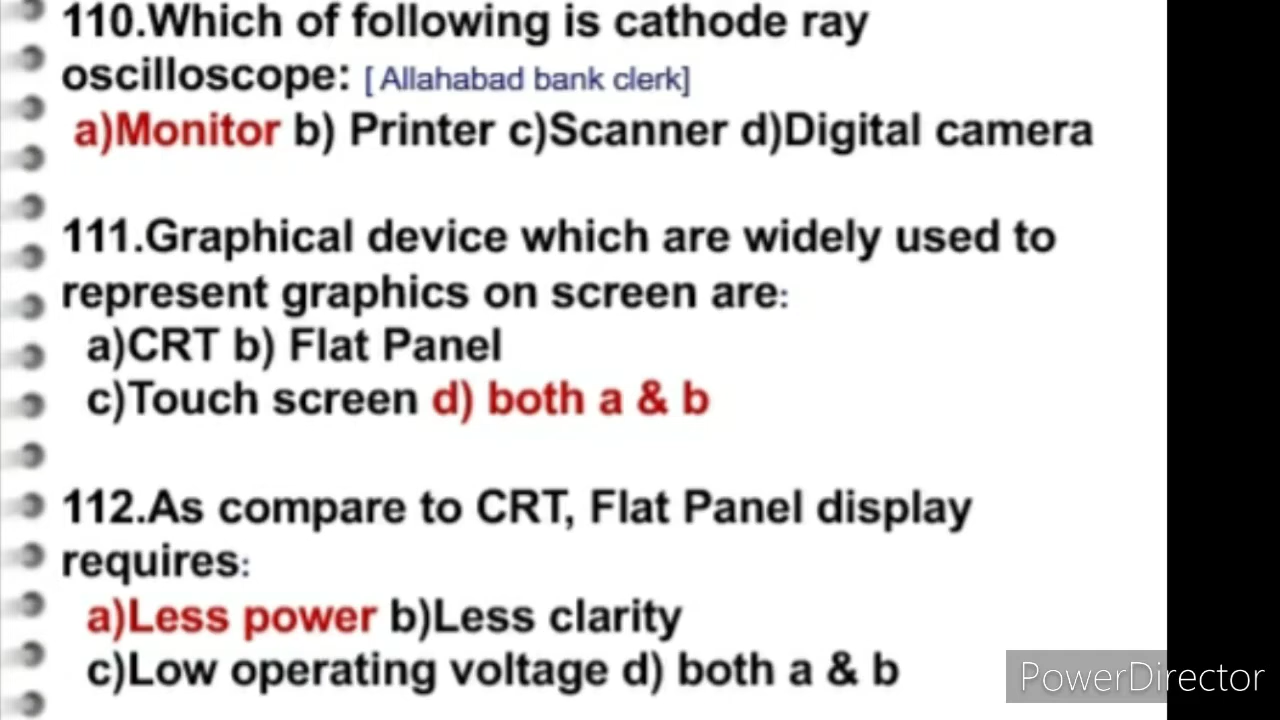 110.Which of following is cathode ray
oscilloscope: [ Allahabad bank clerk]
a)Monitor b) Printer c)Scanner d)Digital camera
111.Graphical device which are widely used to
represent graphics on screen are:
a)CRT b) Flat Panel
c)Touch screen d) both a & b
112.As compare to CRT, Flat Panel display
requires:
a)Less power b)Less clarity
c)Low operating voltage d) both a & b
PowerDirector